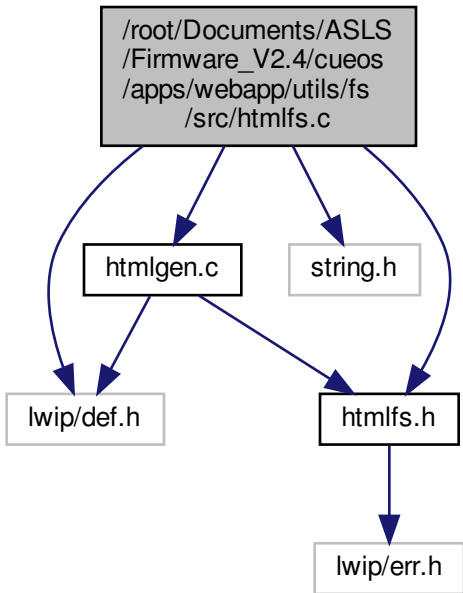 /root/Documents/ASLS
/Firmware_V2.4/cueos
/apps/webapp/utils/fs
/src/htmlfs.c
htmlgen.c
string.h
lwip/def.h
htmlfs.h
lwip/err.h